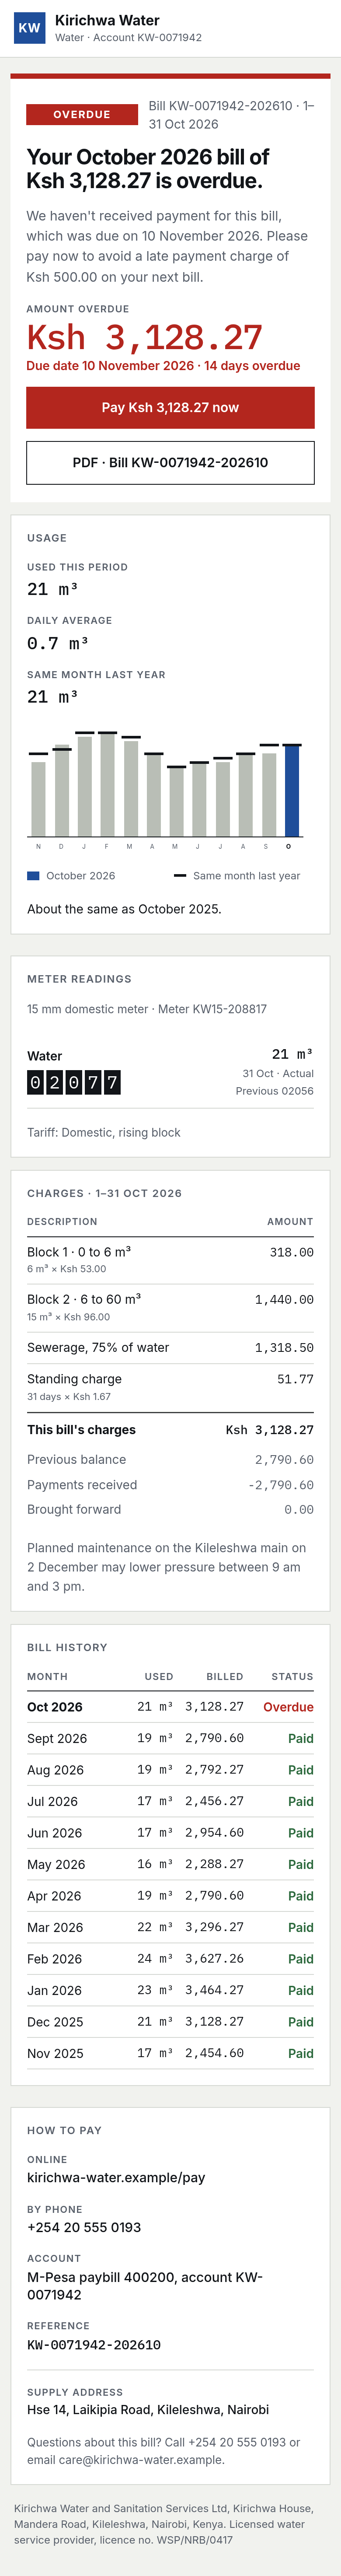 KW
Kirichwa Water
Water · Account KW-0071942
OVERDUE
Bill KW-0071942-202610 · 1–
31 Oct 2026
Your October 2026 bill of
Ksh 3,128.27 is overdue.
We haven't received payment for this bill,
which was due on 10 November 2026. Please
pay now to avoid a late payment charge of
Ksh 500.00 on your next bill.
AMOUNT OVERDUE
Ksh 3,128.27
Due date 10 November 2026 · 14 days overdue
Pay Ksh 3,128.27 now
PDF · Bill KW-0071942-202610
USAGE
USED THIS PERIOD
21 m³
DAILY AVERAGE
0.7 m³
SAME MONTH LAST YEAR
21 m³
N D J F M A M J J A S O
October 2026 Same month last year
About the same as October 2025.
METER READINGS
15 mm domestic meter · Meter KW15-208817
Water
02077
21 m³
31 Oct · Actual
Previous 02056
Tariff: Domestic, rising block
CHARGES · 1–31 OCT 2026
DESCRIPTION AMOUNT
Block 1 · 0 to 6 m³ 318.00
6 m³ × Ksh 53.00
Block 2 · 6 to 60 m³ 1,440.00
15 m³ × Ksh 96.00
Sewerage, 75% of water 1,318.50
Standing charge 51.77
31 days × Ksh 1.67
This bill's charges Ksh 3,128.27
Previous balance 2,790.60
Payments received -2,790.60
Brought forward 0.00
Planned maintenance on the Kileleshwa main on
2 December may lower pressure between 9 am
and 3 pm.
BILL HISTORY
MONTH USED BILLED STATUS
Oct 2026 21 m³ 3,128.27 Overdue
Sept 2026 19 m³ 2,790.60 Paid
Aug 2026 19 m³ 2,792.27 Paid
Jul 2026 17 m³ 2,456.27 Paid
Jun 2026 17 m³ 2,954.60 Paid
May 2026 16 m³ 2,288.27 Paid
Apr 2026 19 m³ 2,790.60 Paid
Mar 2026 22 m³ 3,296.27 Paid
Feb 2026 24 m³ 3,627.26 Paid
Jan 2026 23 m³ 3,464.27 Paid
Dec 2025 21 m³ 3,128.27 Paid
Nov 2025 17 m³ 2,454.60 Paid
HOW TO PAY
ONLINE
kirichwa-water.example/pay
BY PHONE
+254 20 555 0193
ACCOUNT
M-Pesa paybill 400200, account KW-
0071942
REFERENCE
KW-0071942-202610
SUPPLY ADDRESS
Hse 14, Laikipia Road, Kileleshwa, Nairobi
Questions about this bill? Call +254 20 555 0193 or
email care@kirichwa-water.example.
Kirichwa Water and Sanitation Services Ltd, Kirichwa House,
Mandera Road, Kileleshwa, Nairobi, Kenya. Licensed water
service provider, licence no. WSP/NRB/0417